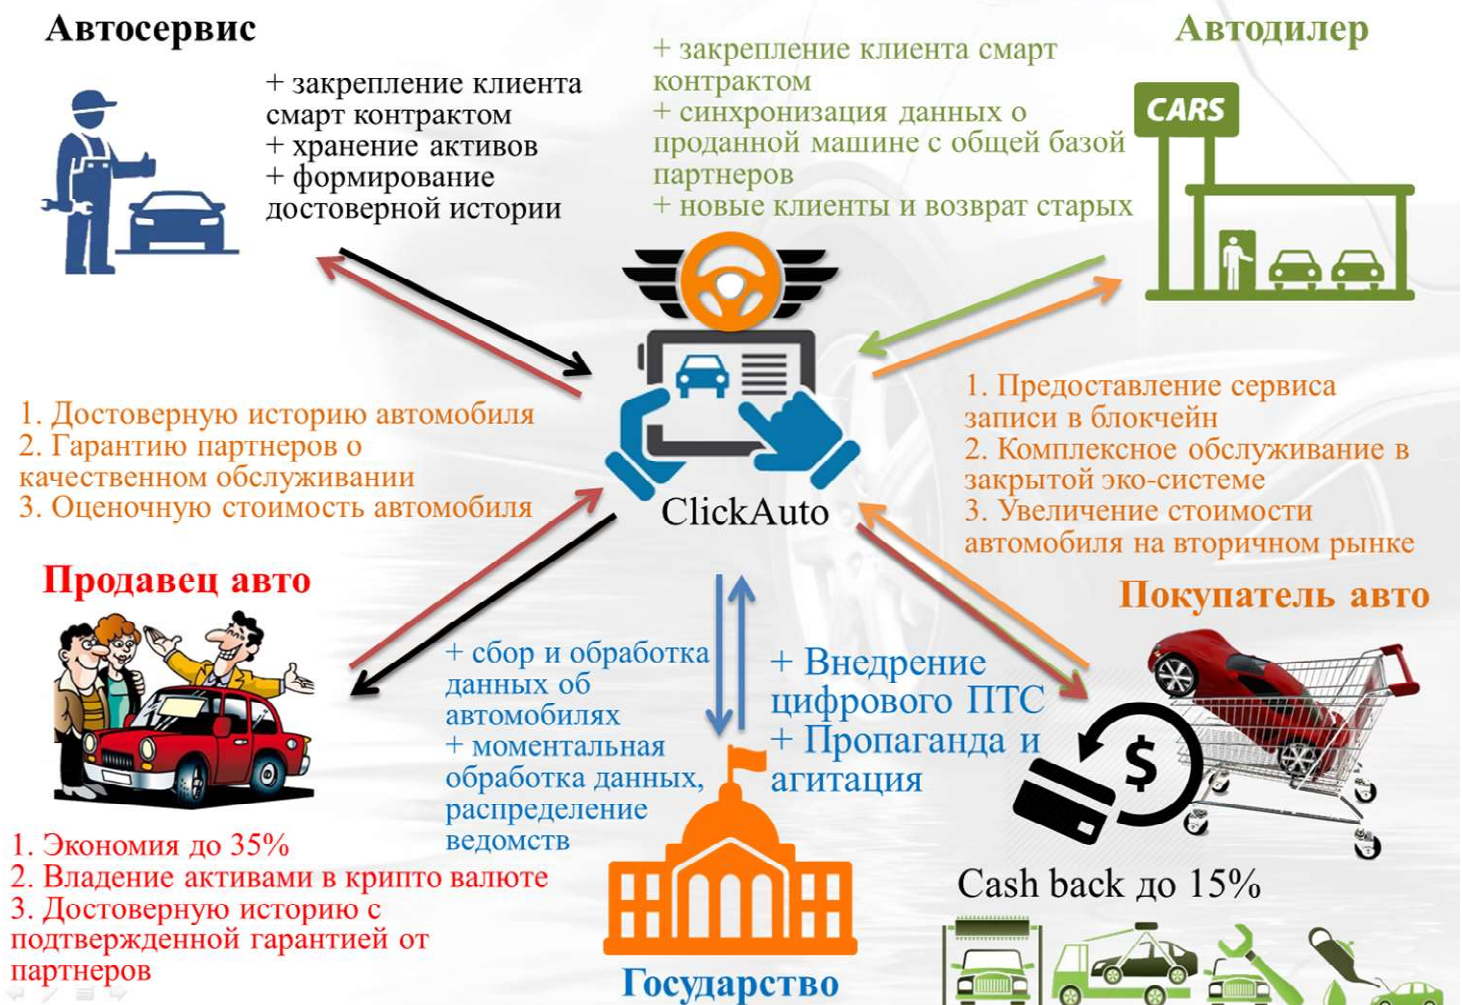 Автосервис
+ закрепление клиента
смарт контрактом
+ хранение активов
+ формирование
достоверной истории
+ закрепление клиента смарт
контрактом
+ синхронизация данных о
проданной машине с общей базой
партнеров
+ новые клиенты и возврат старых
Автодилер
CARS
1. Достоверную историю автомобиля
2. Гарантию партнеров о
качественном обслуживании
3. Оценочную стоимость автомобиля
ClickAuto
1. Предоставление сервиса
записи в блокчейн
2. Комплексное обслуживание в
закрытой эко-системе
3. Увеличение стоимости
автомобиля на вторичном рынке
Продавец авто
Покупатель авто
+ сбор и обработка
данных об
автомобилях
+ моментальная
обработка данных,
распределение
ведомств
+ Внедрение
цифрового ПТС
+ Пропаганда и
агитация
$
1. Экономия до 35%
2. Владение активами в крипто валюте
3. Достоверную историю с
подтвержденной гарантией от
партнеров
Cash back до 15%
Государство